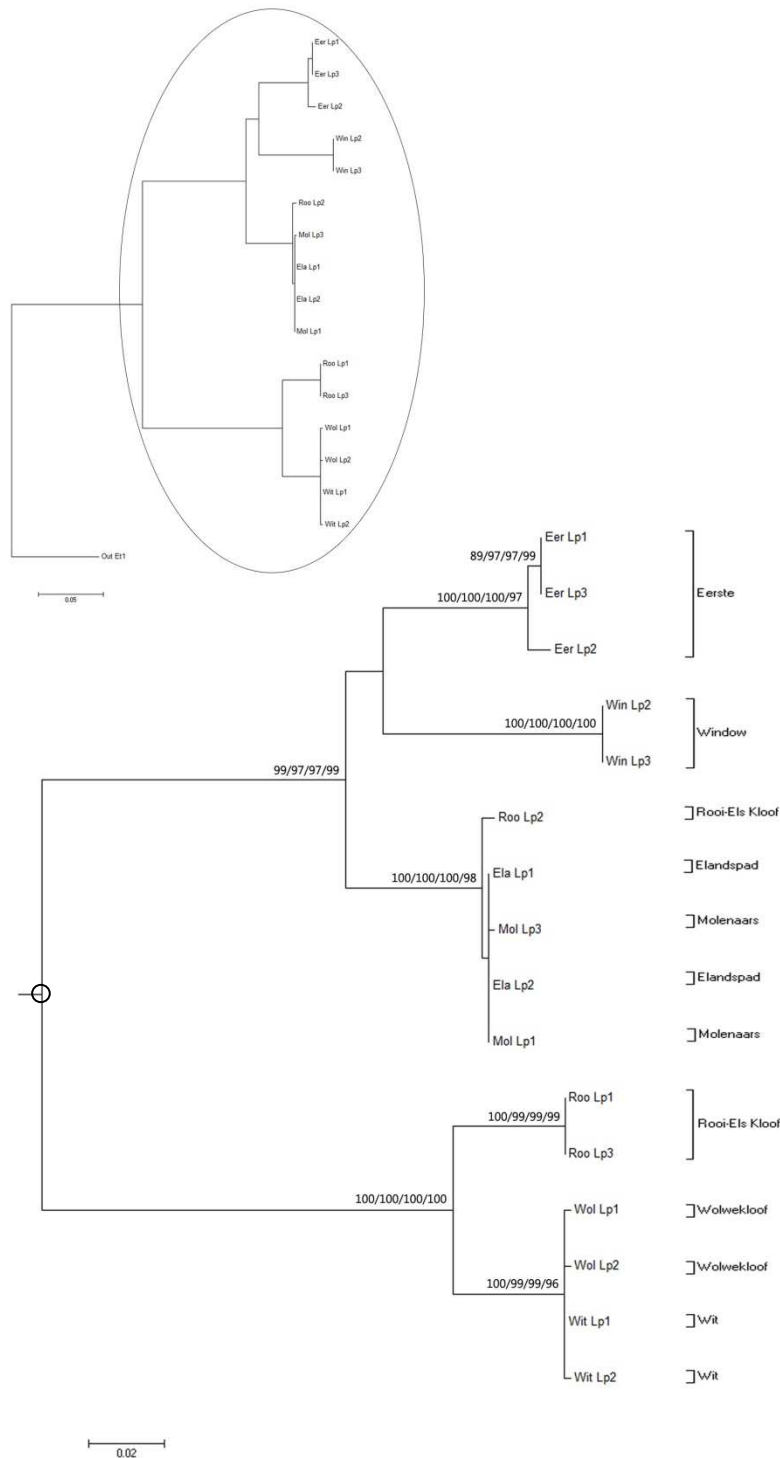 Eer Lp1
Eer Lp3
Eer Lp2
Win Lp2
Win Lp3
Roo Lp2
Mol Lp3
Ela Lp1
Ela Lp2
Mol Lp1
Roo Lp1
Roo Lp3
Wol Lp1
Wol Lp2
Wit Lp1
Wit Lp2
Out Et1
0.05
Eer Lp1
89/97/97/99
Eer Lp3
Eerste
100/100/100/97
Eer Lp2
Win Lp2
100/100/100/100
Window
Win Lp3
99/97/97/99
Roo Lp2
Rooi-Els Kloof
Ela Lp1
Elandspad
100/100/100/98
Mol Lp3
Molenaars
Ela Lp2
Elandspad
Mol Lp1
Molenaars
Roo Lp1
100/99/99/99
Rooi-Els Kloof
Roo Lp3
100/100/100/100
Wol Lp1
Wolwekloof
Wol Lp2
Wolwekloof
100/99/99/96
Wit Lp1
Wit
Wit Lp2
Wit
0.02